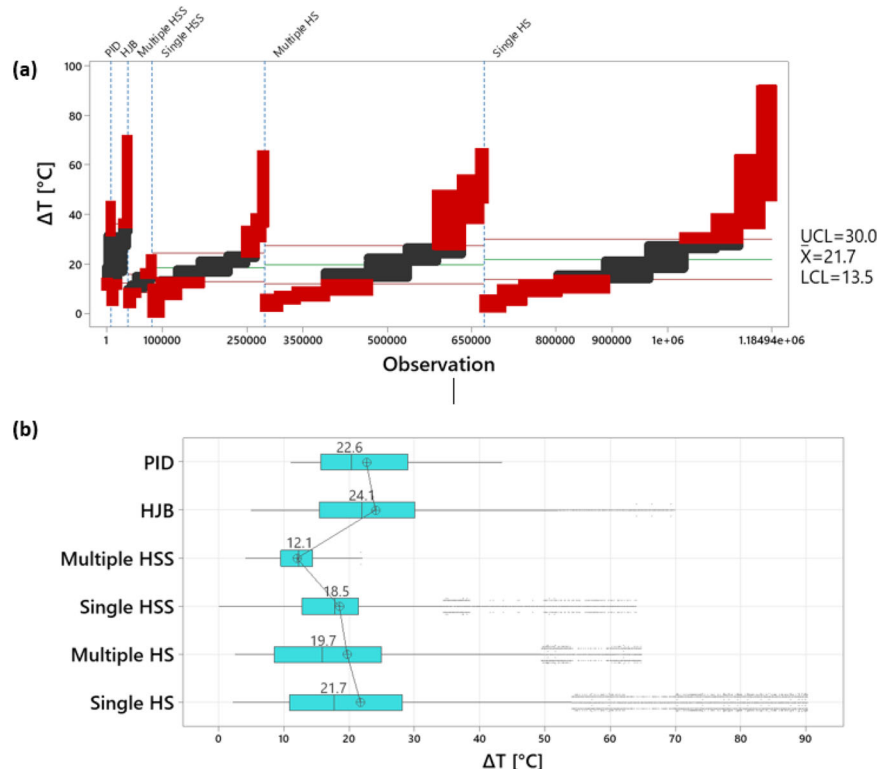 PID
HJB
Multiple HSS
Single HSS
Multiple HS
Single HS
(a)
100
80
60
40
20
0
ΔT [°C]
UCL=30.0
X̄=21.7
LCL=13.5
1 100000 250000 350000 500000 650000 800000 900000 1e+06 1.18494e+06
Observation
(b)
PID 22.6
HJB 24.1
Multiple HSS 12.1
Single HSS 18.5
Multiple HS 19.7
Single HS 21.7
0 10 20 30 40 50 60 70 80 90
ΔT [°C]